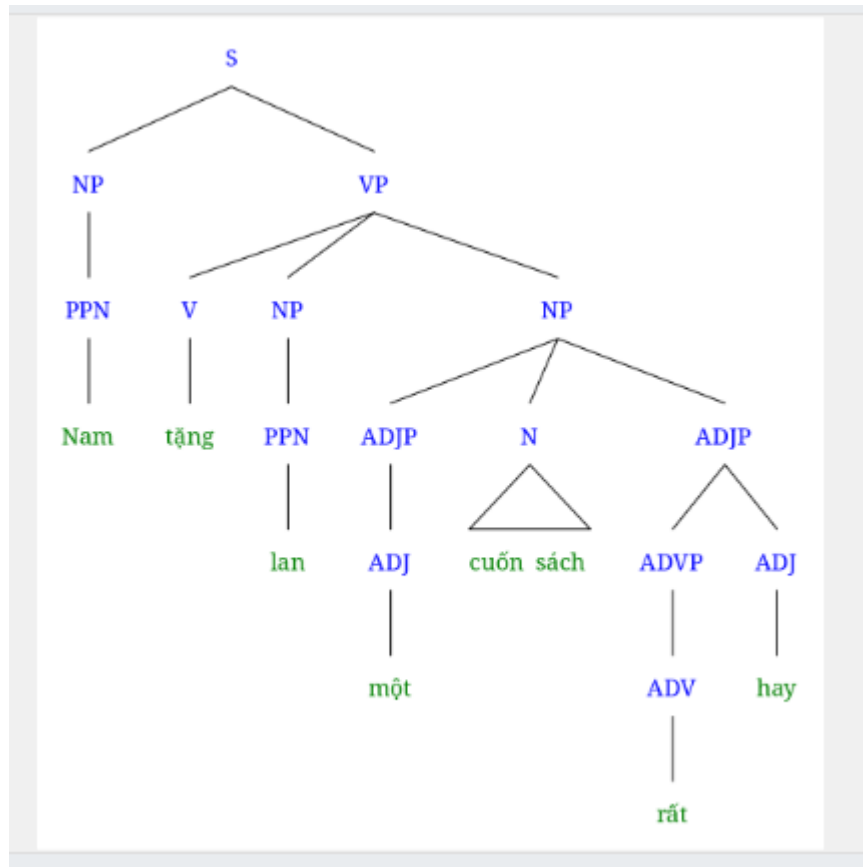 S
NP VP
PPN V NP NP
Nam tặng PPN ADJP N ADJP
lan ADJ cuốn sách ADVP ADJ
một ADV hay
rất